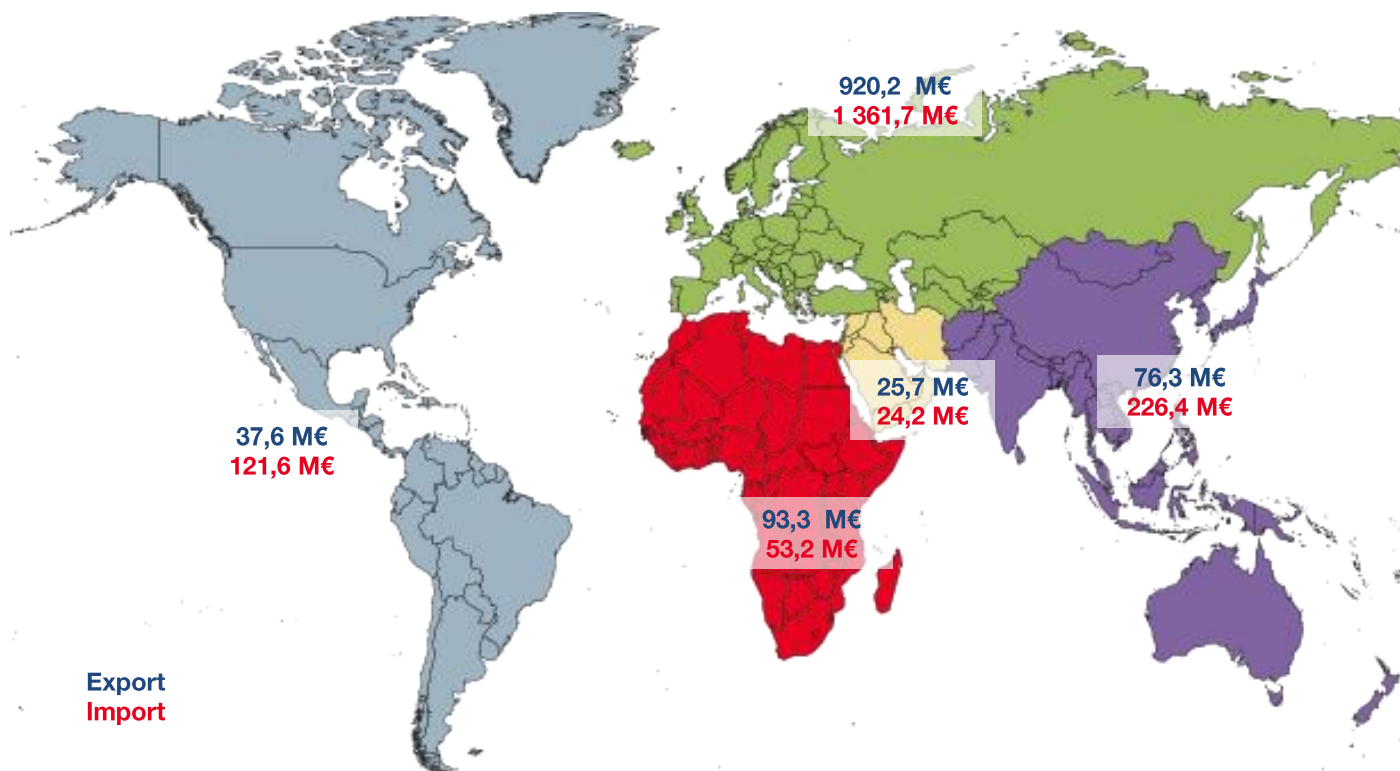 920,2 M€
1 361,7 M€
25,7 M€
24,2 M€
76,3 M€
226,4 M€
37,6 M€
121,6 M€
93,3 M€
53,2 M€
Export
Import